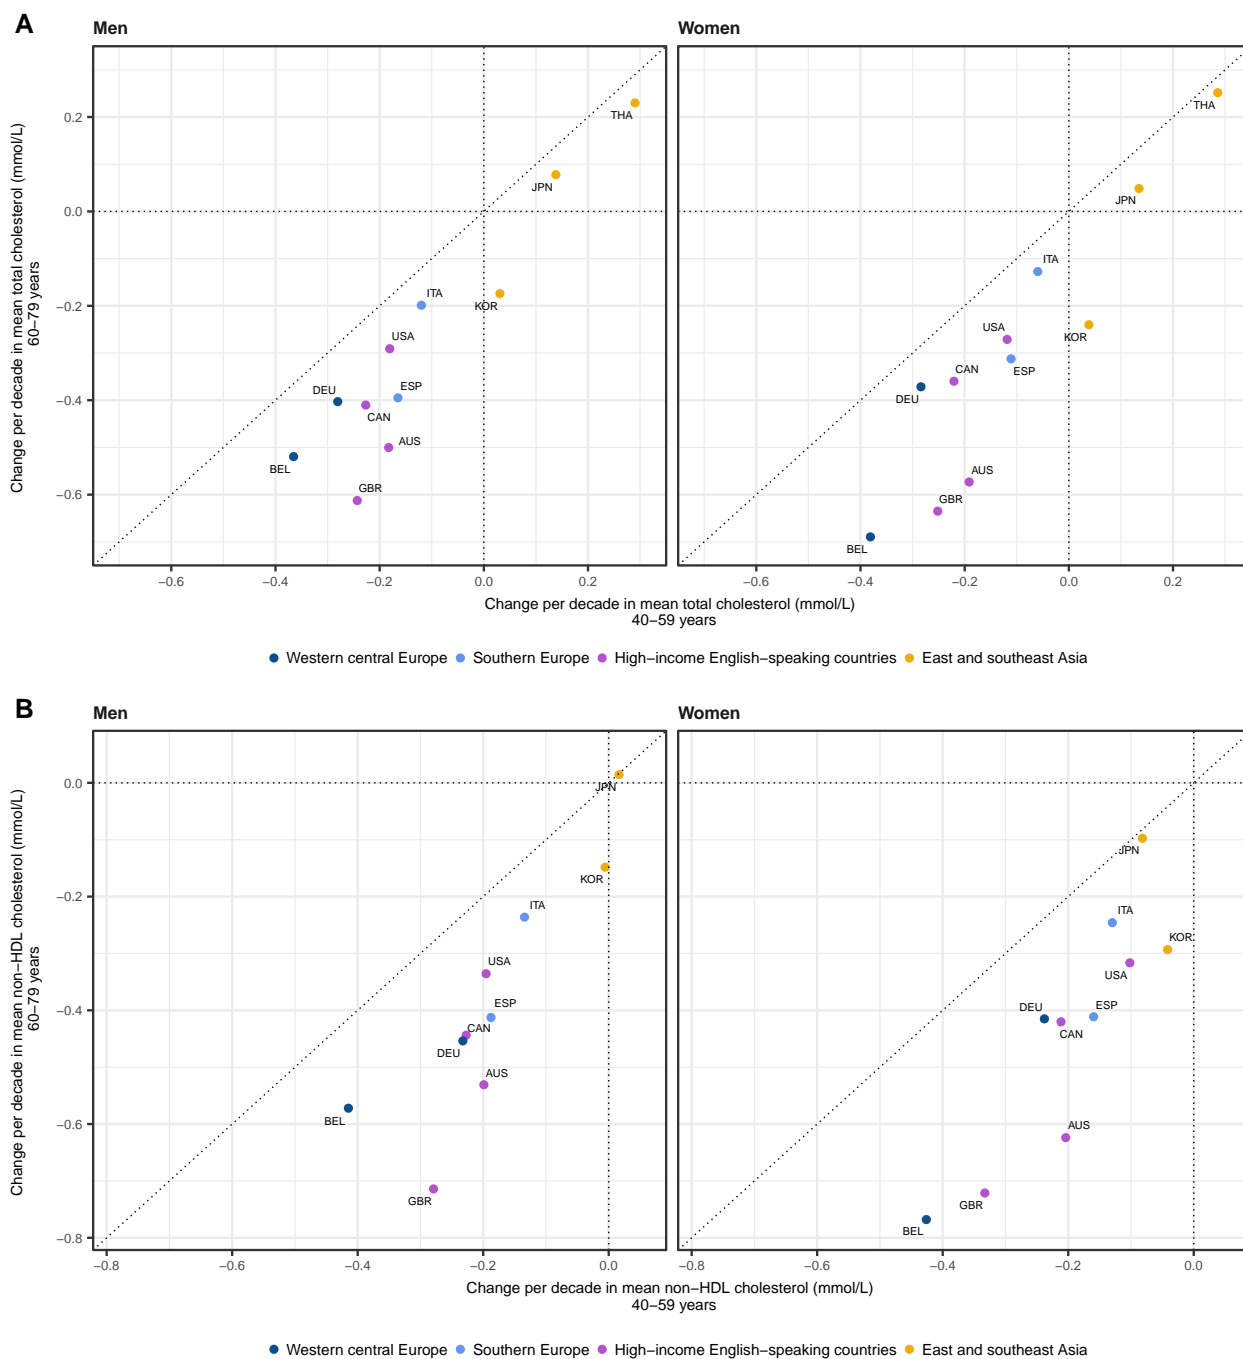 A
Men
Women
Change per decade in mean total cholesterol (mmol/L)
60−79 years
0.2
0.0
−0.2
−0.4
−0.6
THA
JPN
ITA
KOR
USA
DEU
ESP
CAN
AUS
BEL
GBR
THA
JPN
ITA
USA
KOR
CAN
ESP
DEU
AUS
GBR
BEL
−0.6
−0.4
−0.2
0.0
0.2
−0.6
−0.4
−0.2
0.0
0.2
Change per decade in mean total cholesterol (mmol/L)
40−59 years
Western central Europe
Southern Europe
High−income English−speaking countries
East and southeast Asia
B
Men
Women
Change per decade in mean non−HDL cholesterol (mmol/L)
60−79 years
0.0
−0.2
−0.4
−0.6
−0.8
JPN
KOR
ITA
USA
ESP
CAN
DEU
AUS
BEL
GBR
JPN
ITA
KOR
USA
DEU
ESP
CAN
AUS
GBR
BEL
−0.8
−0.6
−0.4
−0.2
0.0
−0.8
−0.6
−0.4
−0.2
0.0
Change per decade in mean non−HDL cholesterol (mmol/L)
40−59 years
Western central Europe
Southern Europe
High−income English−speaking countries
East and southeast Asia